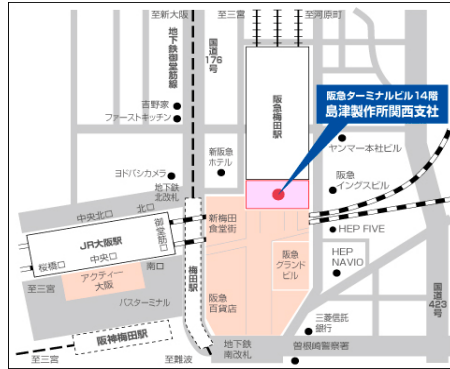 至新大阪
至三宮
至河原町
地下鉄御堂筋線
国道
176号
阪急梅田駅
阪急ターミナルビル14階
島津製作所関西支社
吉野家
ファーストキッチン
新阪急
ホテル
ヤンマー本社ビル
ヨドバシカメラ
地下鉄
北改札
阪急
イングスビル
中央北口
北口
御堂筋口
新梅田
食堂街
JR大阪駅
HEP FIVE
桜橋口
中央口
南口
梅田駅
阪急
グランド
ビル
HEP
NAVIO
至三宮
アクティー
大阪
バスターミナル
阪急
百貨店
国道
423号
三菱信託
銀行
阪神梅田駅
至三宮
至難波
地下鉄
南改札
曽根崎警察署